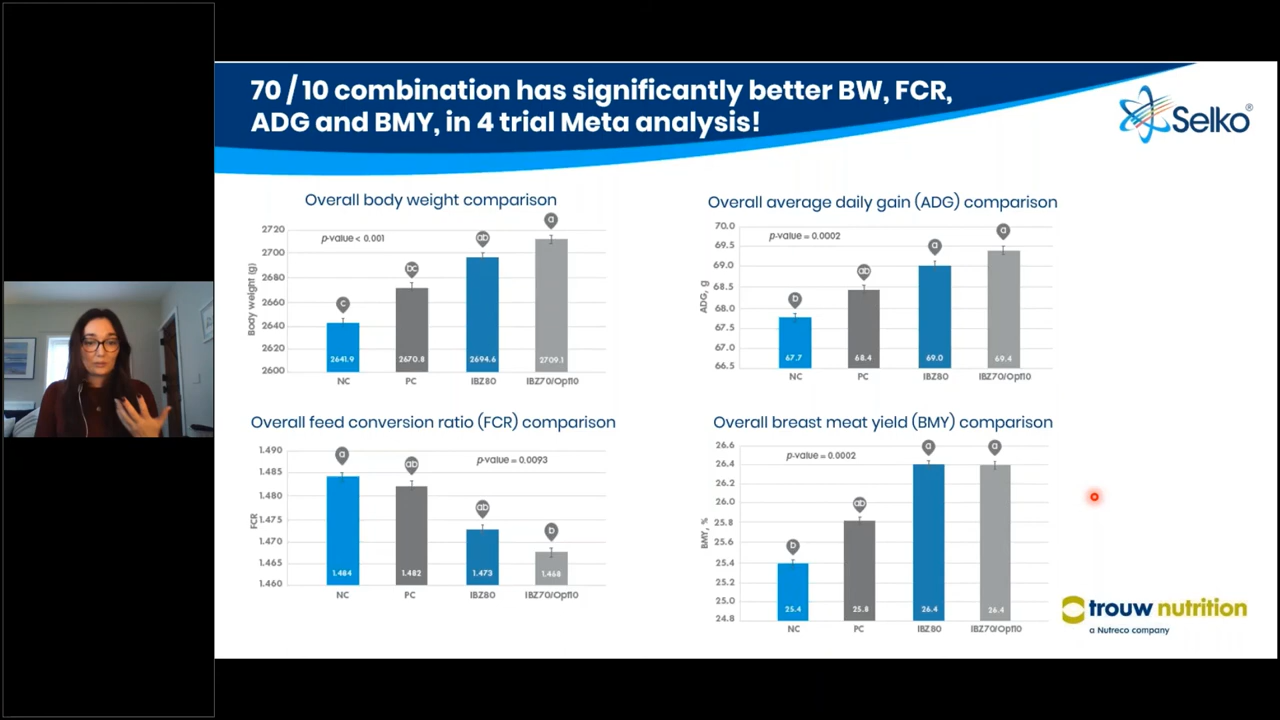 70 / 10 combination has significantly better BW, FCR,
ADG and BMY, in 4 trial Meta analysis!
Selko®
Overall body weight comparison
Body weight (g)
2720
2700
2680
2660
2640
2620
2600
p-value < 0.001
c
bc
ab
a
2641.9
2670.8
2694.6
2709.1
NC
PC
IBZ80
IBZ70/Opti10
Overall average daily gain (ADG) comparison
ADG, g
70.0
69.5
69.0
68.5
68.0
67.5
67.0
66.5
p-value = 0.0002
b
ab
a
a
67.7
68.4
69.0
69.4
NC
PC
IBZ80
IBZ70/Opti10
Overall feed conversion ratio (FCR) comparison
FCR
1.490
1.485
1.480
1.475
1.470
1.465
1.460
p-value = 0.0093
a
ab
ab
b
1.484
1.482
1.473
1.468
NC
PC
IBZ80
IBZ70/Opti10
Overall breast meat yield (BMY) comparison
BMY, %
26.6
26.4
26.2
26.0
25.8
25.6
25.4
25.2
25.0
24.8
p-value = 0.0002
b
ab
a
a
25.4
25.8
26.4
26.4
NC
PC
IBZ80
IBZ70/Opti10
trouw nutrition
a Nutreco company